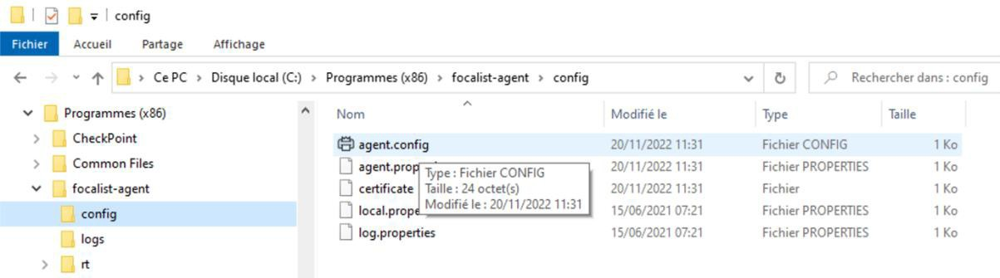 config
Fichier Accueil Partage Affichage
Ce PC > Disque local (C:) > Programmes (x86) > focalist-agent > config
Rechercher dans : config
Programmes (x86)
CheckPoint
Common Files
focalist-agent
config
logs
rt
Nom Modifié le Type Taille
agent.config 20/11/2022 11:31 Fichier CONFIG 1 Ko
agent.prope 20/11/2022 11:31 Fichier PROPERTIES 1 Ko
certificate 20/11/2022 11:31 Fichier 1 Ko
local.prope 15/06/2021 07:21 Fichier PROPERTIES 1 Ko
log.properties 15/06/2021 07:21 Fichier PROPERTIES 1 Ko
Type : Fichier CONFIG
Taille : 24 octet(s)
Modifié le : 20/11/2022 11:31